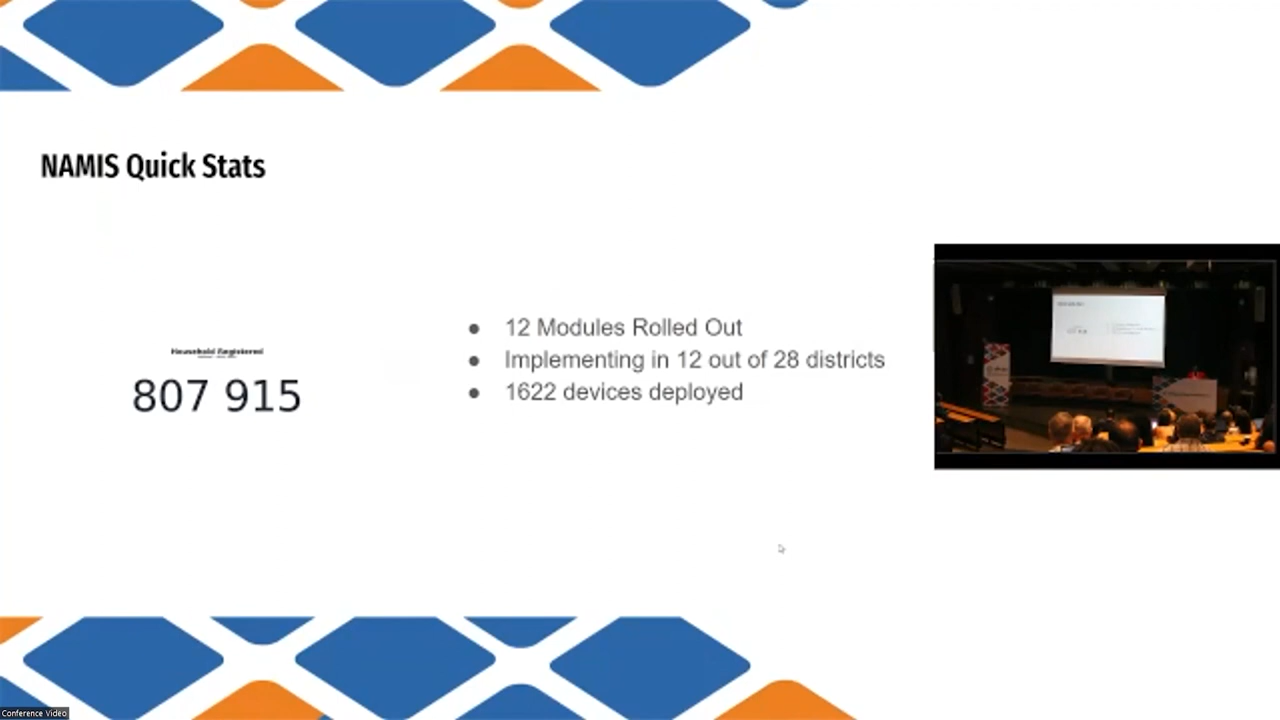 NAMIS Quick Stats
Household Registered
807 915
● 12 Modules Rolled Out
● Implementing in 12 out of 28 districts
● 1622 devices deployed
Conference Video